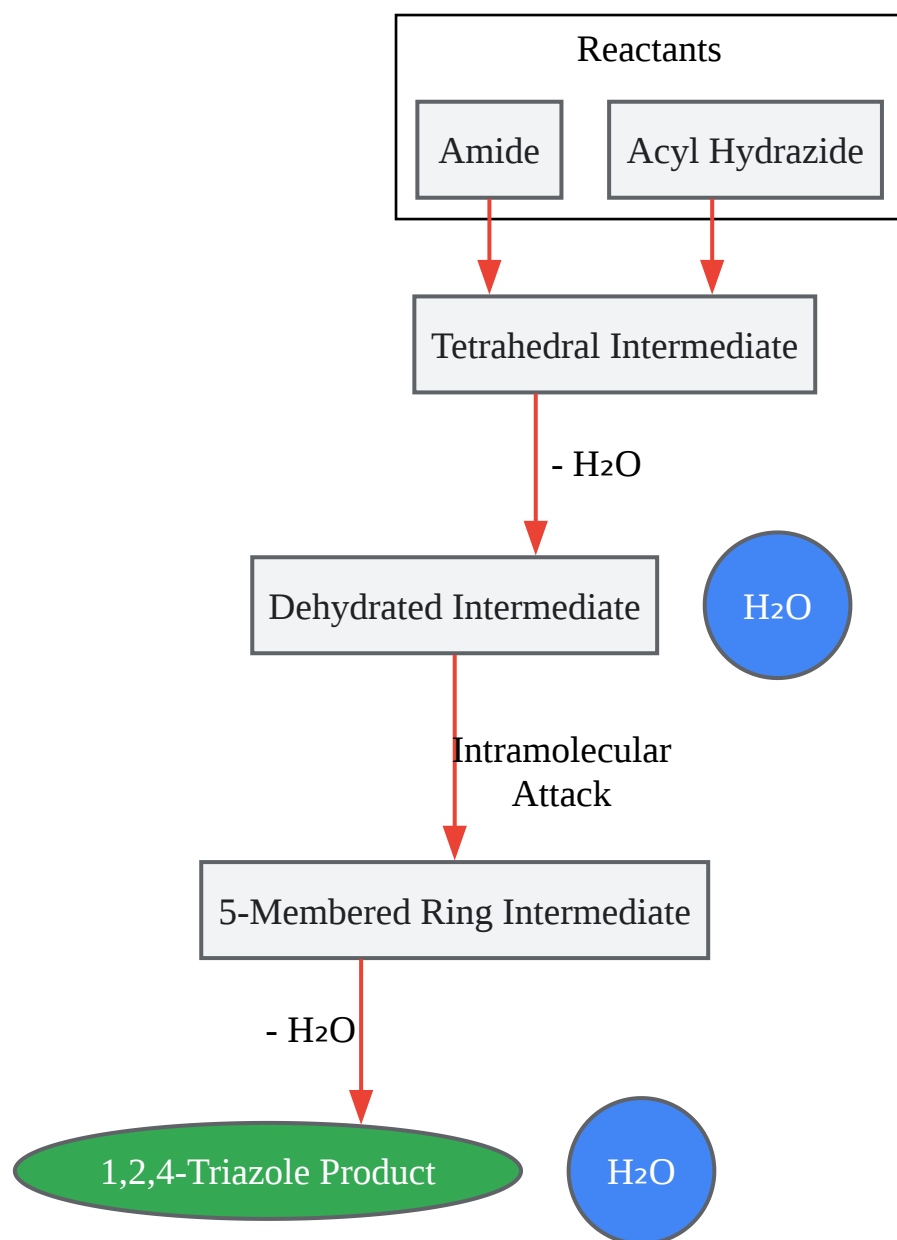 Reactants
Amide
Acyl Hydrazide
Tetrahedral Intermediate
- H₂O
Dehydrated Intermediate
H₂O
Intramolecular
Attack
5-Membered Ring Intermediate
- H₂O
1,2,4-Triazole Product
H₂O